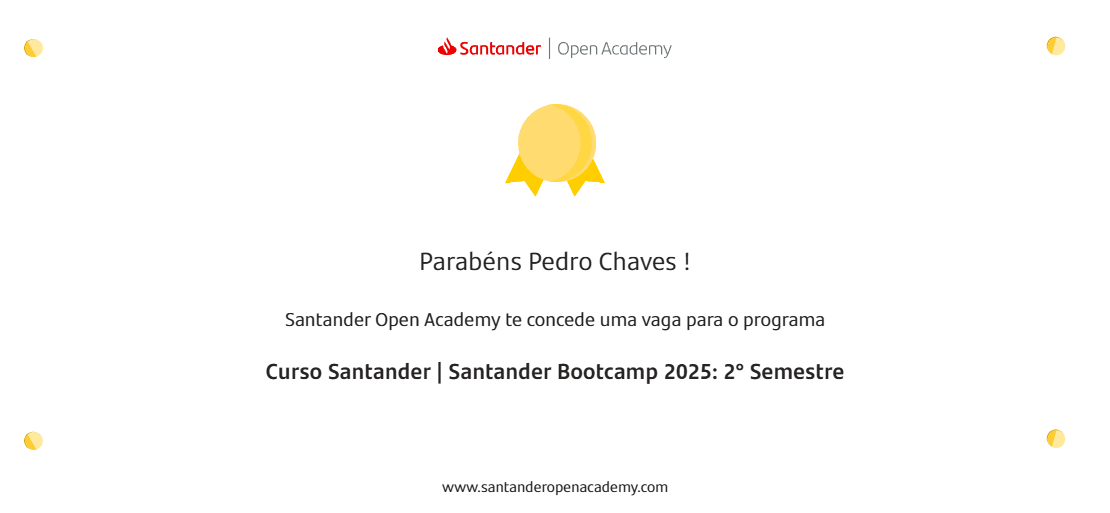 Santander | Open Academy
Parabéns Pedro Chaves !
Santander Open Academy te concede uma vaga para o programa
Curso Santander | Santander Bootcamp 2025: 2º Semestre
www.santanderopenacademy.com